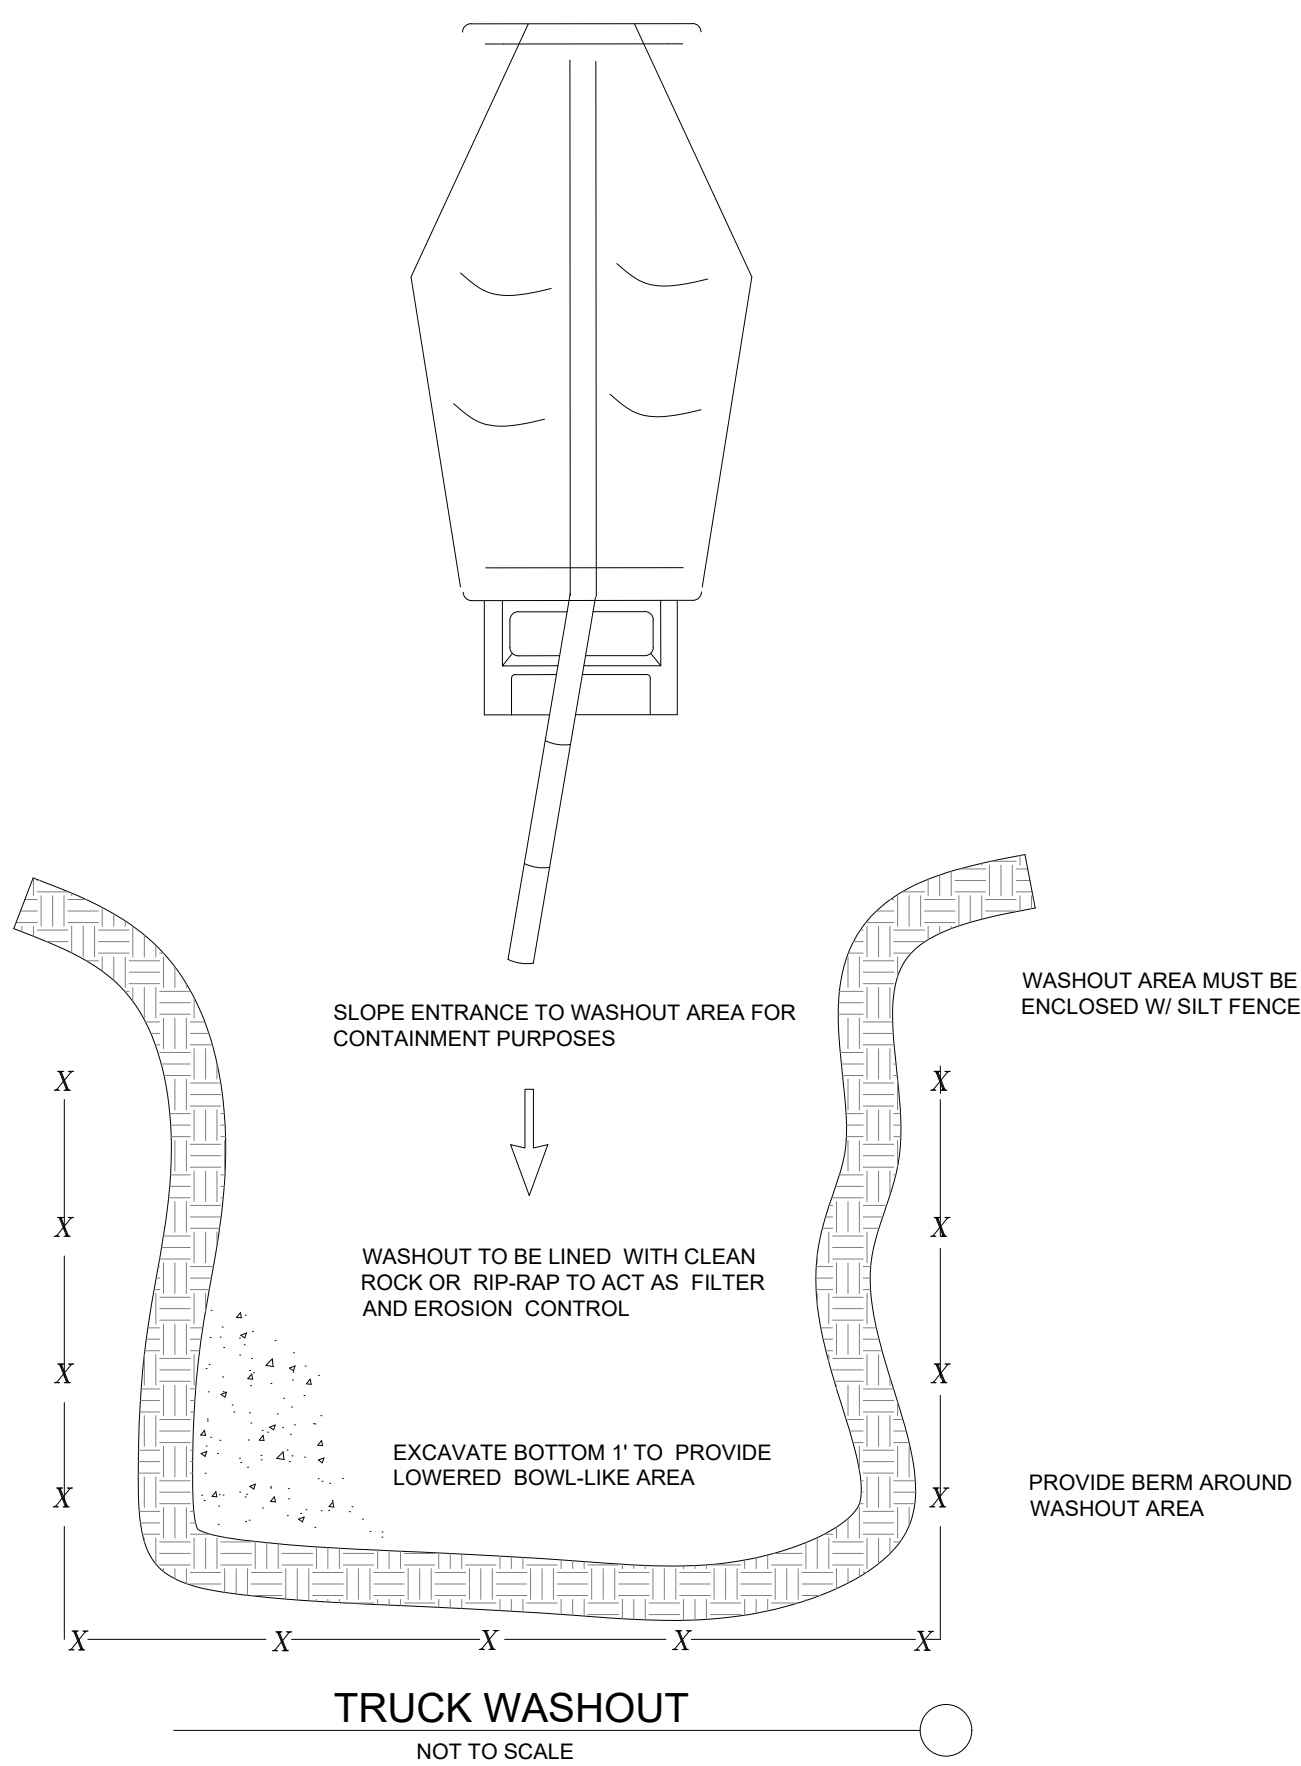 SLOPE ENTRANCE TO WASHOUT AREA FOR
CONTAINMENT PURPOSES
WASHOUT AREA MUST BE
ENCLOSED W/ SILT FENCE
X
X
X
X
WASHOUT TO BE LINED WITH CLEAN
ROCK OR RIP-RAP TO ACT AS FILTER
AND EROSION CONTROL
X
X
EXCAVATE BOTTOM 1' TO PROVIDE
LOWERED BOWL-LIKE AREA
PROVIDE BERM AROUND
WASHOUT AREA
X
X
X
X
X
X
X
TRUCK WASHOUT
NOT TO SCALE